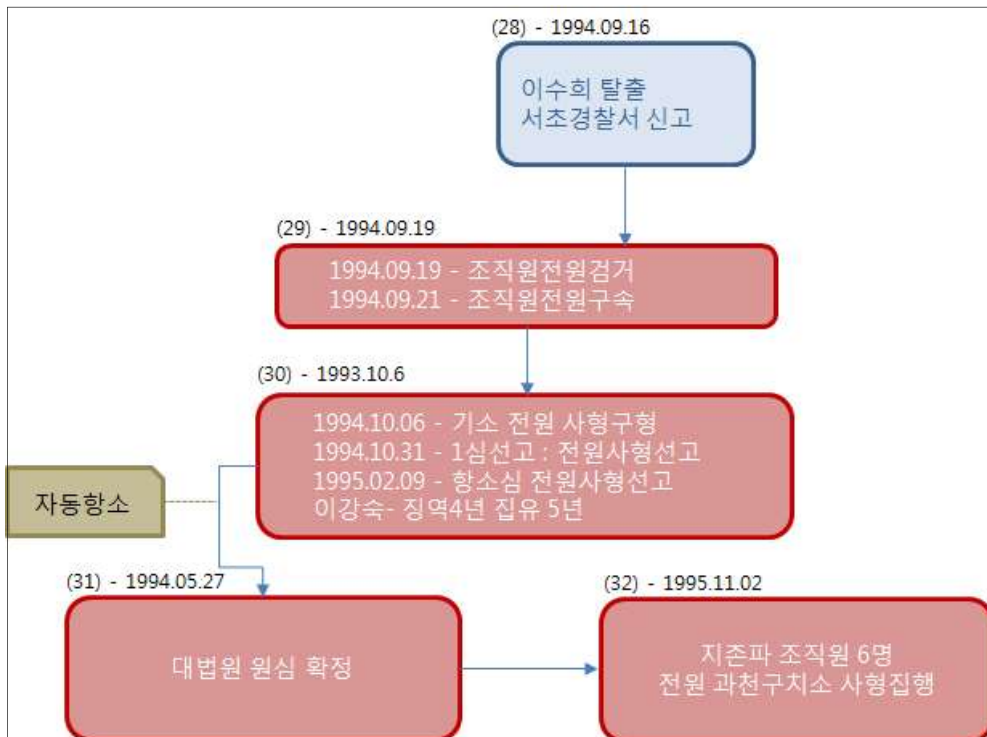 (28) - 1994.09.16
이수희 탈출
서초경찰서 신고
(29) - 1994.09.19
1994.09.19 - 조직원전원검거
1994.09.21 - 조직원전원구속
(30) - 1993.10.6
1994.10.06 - 기소 전원 사형구형
1994.10.31 - 1심선고 : 전원사형선고
1995.02.09 - 항소심 전원사형선고
이강숙- 징역4년 집유 5년
자동항소
(31) - 1994.05.27
대법원 원심 확정
(32) - 1995.11.02
지존파 조직원 6명
전원 과천구치소 사형집행